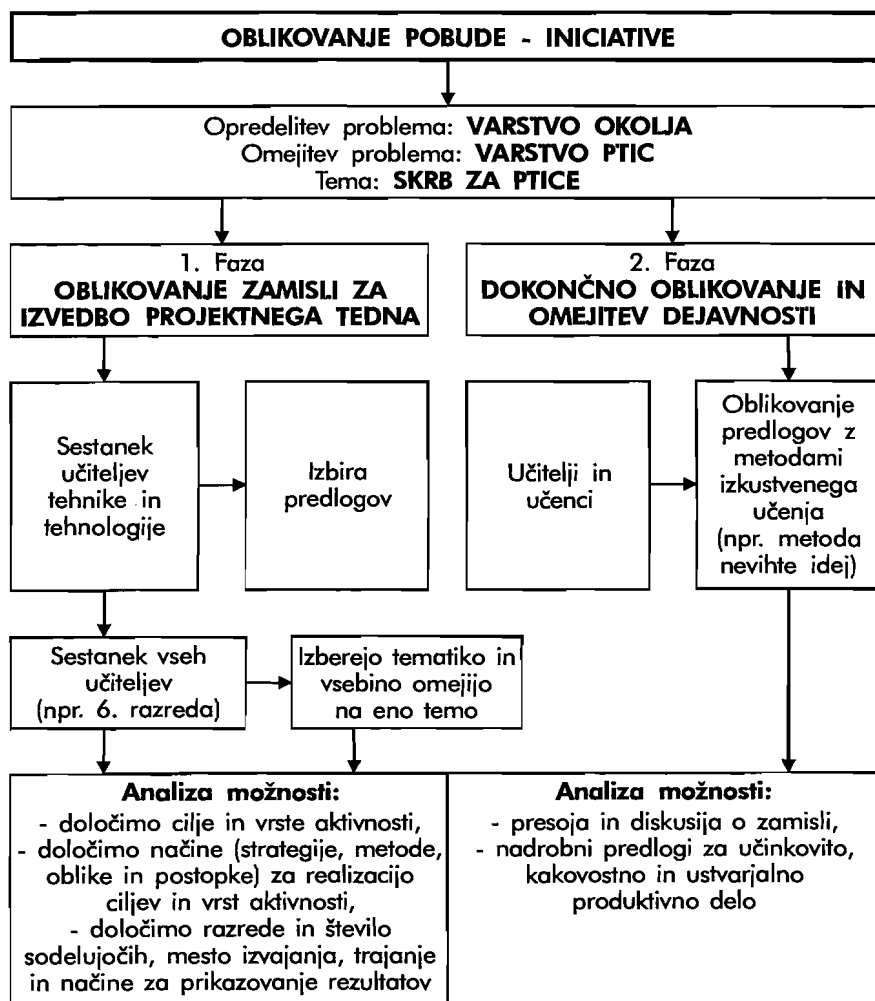 OBLIKOVANJE POBUDE - INICIATIVE
Opredelitev problema: VARSTVO OKOLJA
Omejitev problema: VARSTVO PTIC
Tema: SKRB ZA PTICE
1. Faza
OBLIKOVANJE ZAMISLI ZA
IZVEDBO PROJEKTNEGA TEDNA
2. Faza
DOKONČNO OBLIKOVANJE IN
OMEJITEV DEJAVNOSTI
Sestanek
učiteljev
tehnike in
tehnologije
Izbira
predlogov
Učitelji in
učenci
Oblikovanje
predlogov z
metodami
izkustvenega
učenja
(npr. metoda
nevihte idej)
Sestanek vseh
učiteljev
(npr. 6. razreda)
Izberejo tematiko in
vsebino omejijo
na eno temo
Analiza možnosti:
- določimo cilje in vrste aktivnosti,
- določimo načine (strategije, metode,
oblike in postopke) za realizacijo
ciljev in vrst aktivnosti,
- določimo razrede in število
sodelujočih, mesto izvajanja, trajanje
in načine za prikazovanje rezultatov
Analiza možnosti:
- presoja in diskusija o zamisli,
- nadrobni predlogi za učinkovito,
kakovostno in ustvarjalno
produktivno delo